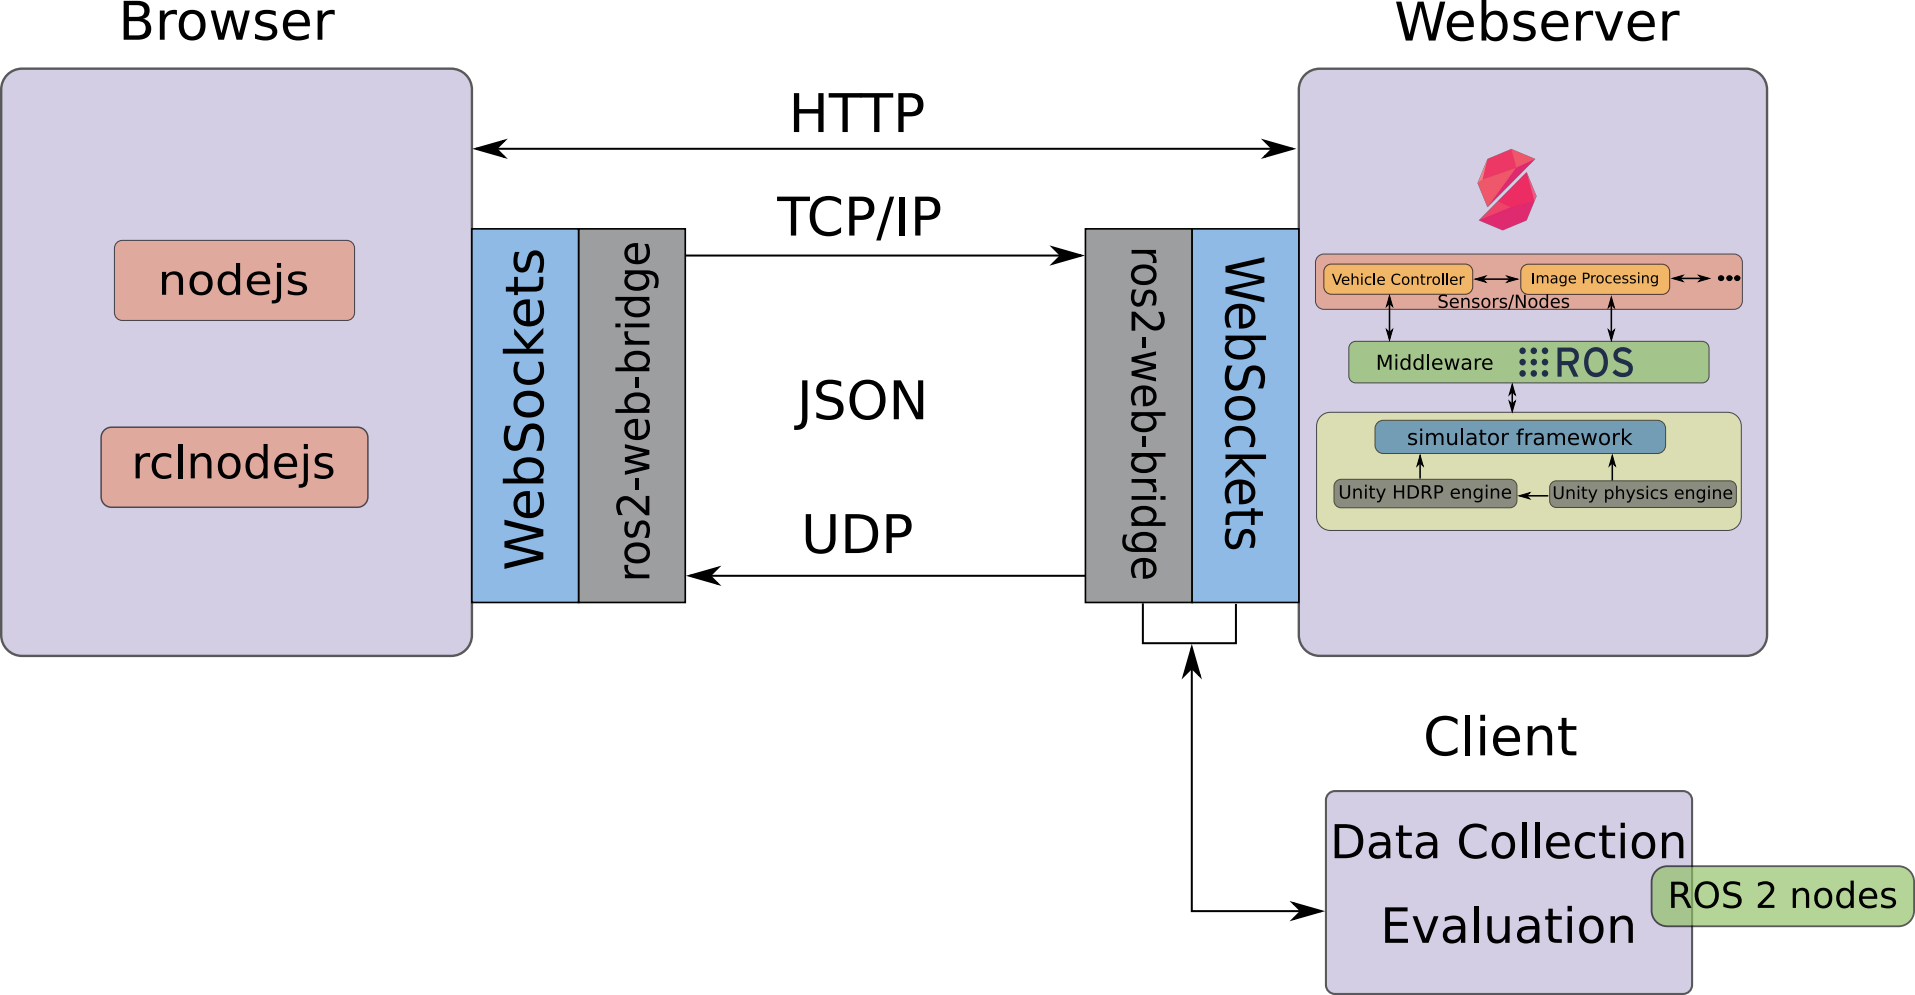 Browser
Webserver
HTTP
TCP/IP
JSON
UDP
nodejs
rclnodejs
WebSockets
ros2-web-bridge
ros2-web-bridge
WebSockets
Vehicle Controller
Image Processing
•••
Sensors/Nodes
Middleware
ROS
simulator framework
Unity HDRP engine
Unity physics engine
Client
Data Collection
Evaluation
ROS 2 nodes